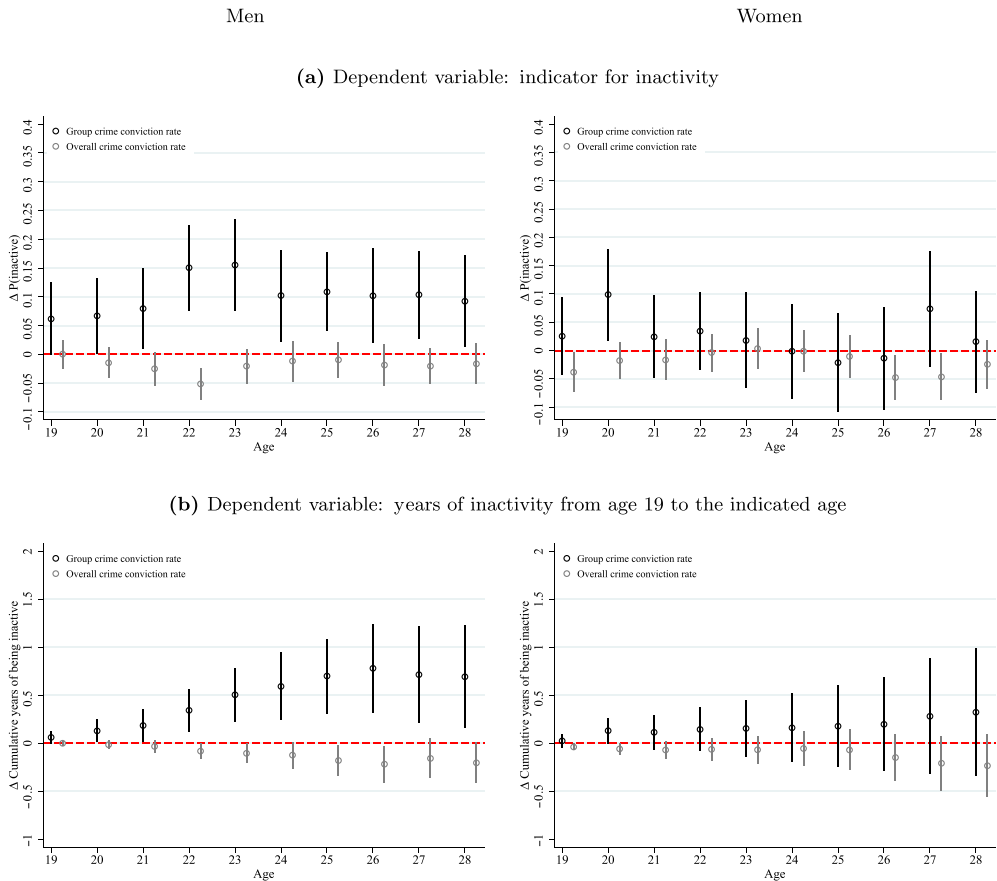 Men Women
(a) Dependent variable: indicator for inactivity
Group crime conviction rate
Overall crime conviction rate
Δ P(inactive)
0.4
0.35
0.3
0.25
0.2
0.15
0.1
0.05
0
−0.05
−0.1
19 20 21 22 23 24 25 26 27 28
Age
Group crime conviction rate
Overall crime conviction rate
Δ P(inactive)
0.4
0.35
0.3
0.25
0.2
0.15
0.1
0.05
0
−0.05
−0.1
19 20 21 22 23 24 25 26 27 28
Age
(b) Dependent variable: years of inactivity from age 19 to the indicated age
Group crime conviction rate
Overall crime conviction rate
Δ Cumulative years of being inactive
2
1.5
1
0.5
0
−0.5
−1
19 20 21 22 23 24 25 26 27 28
Age
Group crime conviction rate
Overall crime conviction rate
Δ Cumulative years of being inactive
2
1.5
1
0.5
0
−0.5
−1
19 20 21 22 23 24 25 26 27 28
Age